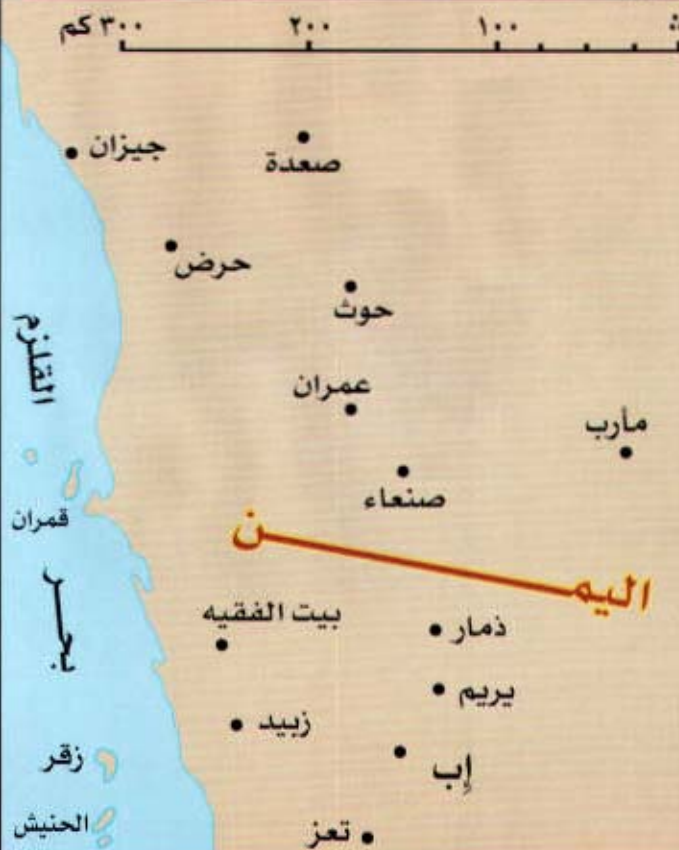 ٣٠٠ كم
٢٠٠
١٠٠
جيزان
صعدة
حرض
حوث
القلزم
عمران
مأرب
صنعاء
قمران
اليمن
بحر
بيت الفقيه
ذمار
يريم
زبيد
زقر
إب
الحنيش
تعز